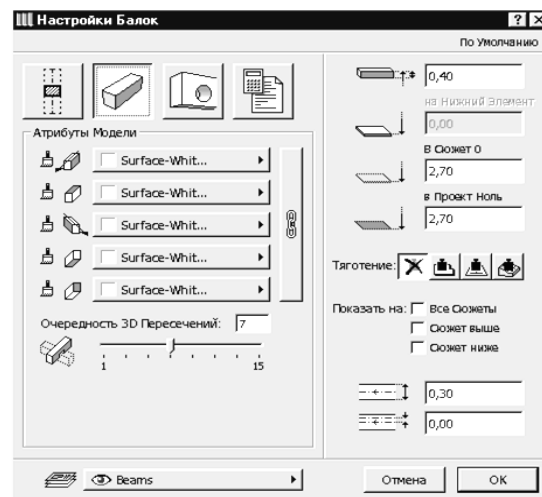 Настройки Балок
По Умолчанию
Атрибуты Модели
Surface-Whit...
Surface-Whit...
Surface-Whit...
Surface-Whit...
Surface-Whit...
Очередность 3D Пересечений: 7
1 15
Beams
0,40
на Нижний Элемент
0,00
В Сюжет 0
2,70
в Проект Ноль
2,70
Тяготение:
Показать на: Все Сюжеты
Сюжет выше
Сюжет ниже
0,30
0,00
Отмена OK